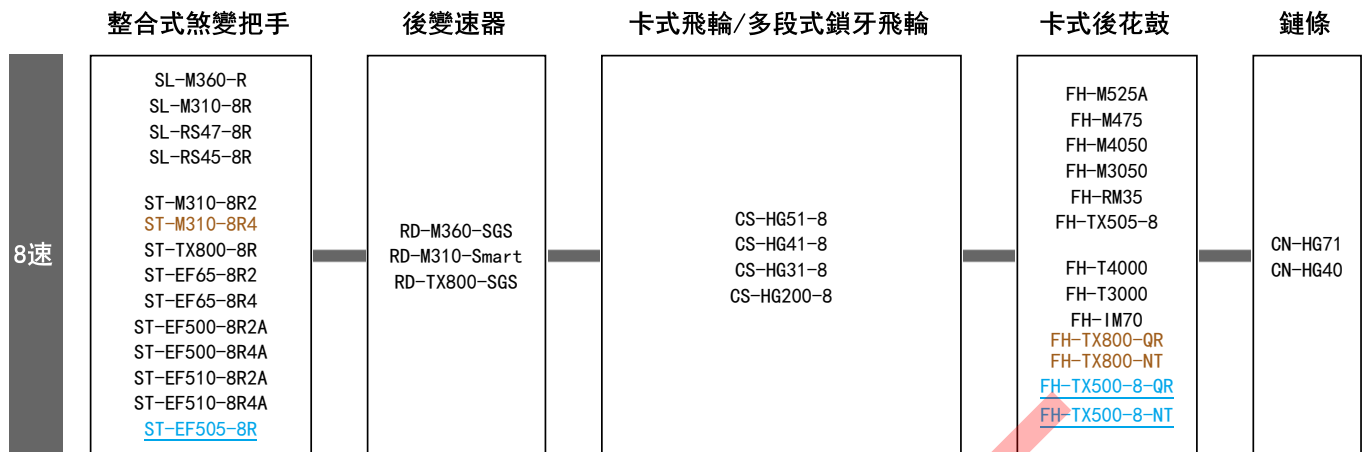 整合式煞變把手
後變速器
卡式飛輪/多段式鎖牙飛輪
卡式後花鼓
鏈條
8速
SL-M360-R
SL-M310-8R
SL-RS47-8R
SL-RS45-8R
ST-M310-8R2
ST-M310-8R4
ST-TX800-8R
ST-EF65-8R2
ST-EF65-8R4
ST-EF500-8R2A
ST-EF500-8R4A
ST-EF510-8R2A
ST-EF510-8R4A
ST-EF505-8R
RD-M360-SGS
RD-M310-Smart
RD-TX800-SGS
CS-HG51-8
CS-HG41-8
CS-HG31-8
CS-HG200-8
FH-M525A
FH-M475
FH-M4050
FH-M3050
FH-RM35
FH-TX505-8
FH-T4000
FH-T3000
FH-IM70
FH-TX800-QR
FH-TX800-NT
FH-TX500-8-QR
FH-TX500-8-NT
CN-HG71
CN-HG40